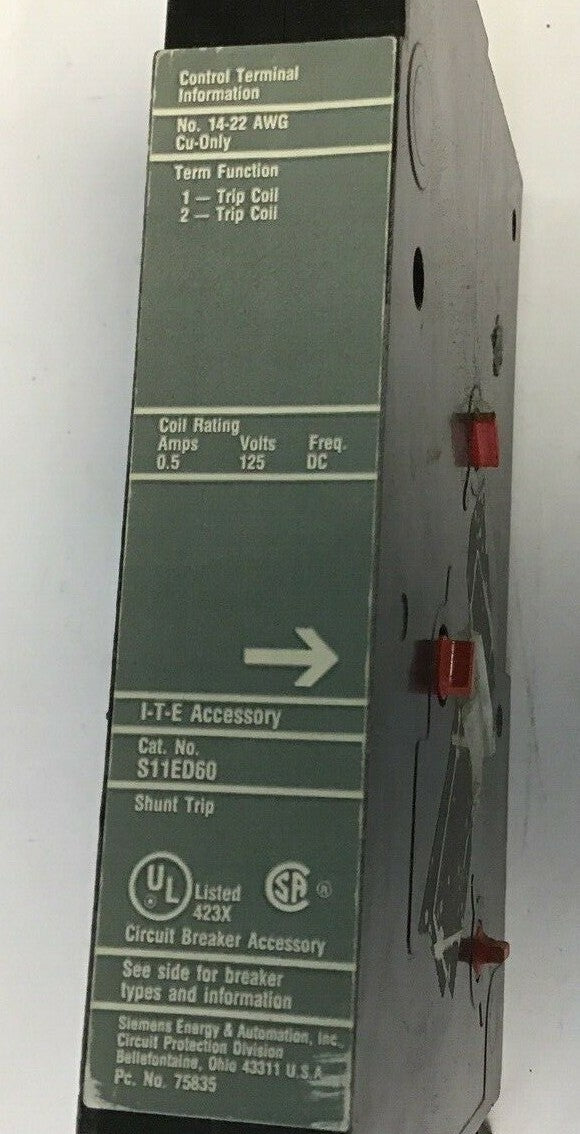 Control Terminal
Information
No. 14-22 AWG
Cu-Only
Term Function
1 — Trip Coil
2 — Trip Coil
Coil Rating
Amps Volts Freq.
0.5 125 DC
I-T-E Accessory
Cat. No.
S11ED60
Shunt Trip
UL Listed SA ®
423X
Circuit Breaker Accessory
See side for breaker
types and information
Siemens Energy & Automation, Inc.
Circuit Protection Division
Bellefontaine, Ohio 43311 U.S.A.
Pc. No. 75835